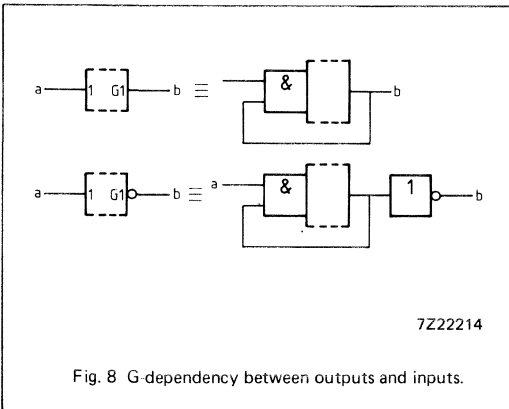 a 1 G1 b ≡ & b
a 1 G1 b ≡ a & 1 b
7Z22214
Fig. 8 G-dependency between outputs and inputs.